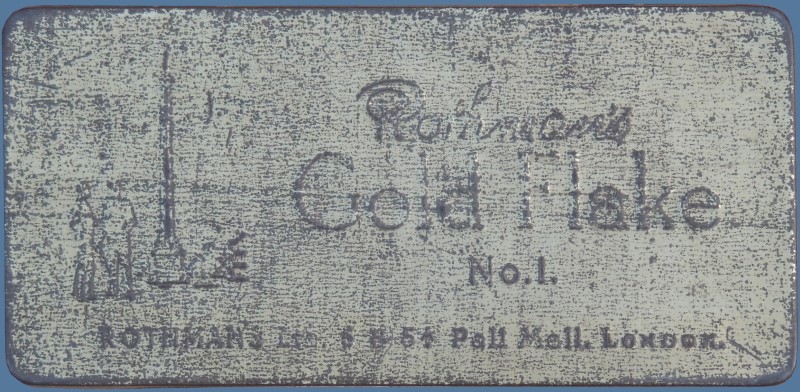 Rothman's
Gold Flake
No.1.
ROTHMANS Ltd. 5 & 5A Pall Mall. LONDON.